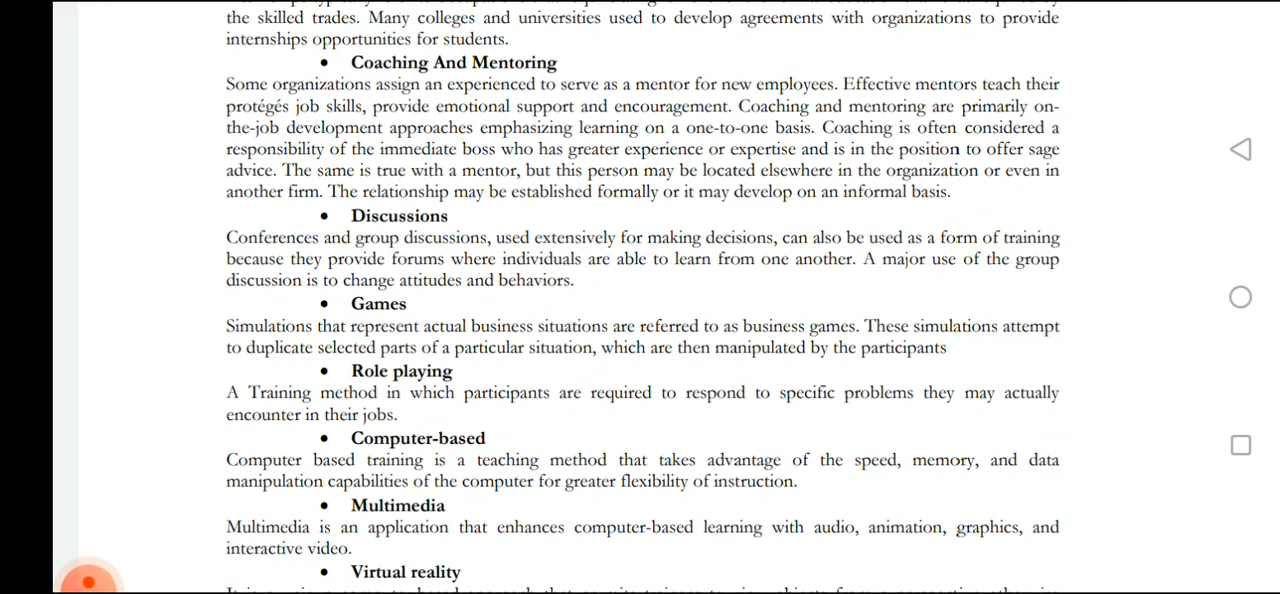 the skilled trades. Many colleges and universities used to develop agreements with organizations to provide
internships opportunities for students.
• Coaching And Mentoring
Some organizations assign an experienced to serve as a mentor for new employees. Effective mentors teach their
protégés job skills, provide emotional support and encouragement. Coaching and mentoring are primarily on-
the-job development approaches emphasizing learning on a one-to-one basis. Coaching is often considered a
responsibility of the immediate boss who has greater experience or expertise and is in the position to offer sage
advice. The same is true with a mentor, but this person may be located elsewhere in the organization or even in
another firm. The relationship may be established formally or it may develop on an informal basis.
• Discussions
Conferences and group discussions, used extensively for making decisions, can also be used as a form of training
because they provide forums where individuals are able to learn from one another. A major use of the group
discussion is to change attitudes and behaviors.
• Games
Simulations that represent actual business situations are referred to as business games. These simulations attempt
to duplicate selected parts of a particular situation, which are then manipulated by the participants
• Role playing
A Training method in which participants are required to respond to specific problems they may actually
encounter in their jobs.
• Computer-based
Computer based training is a teaching method that takes advantage of the speed, memory, and data
manipulation capabilities of the computer for greater flexibility of instruction.
• Multimedia
Multimedia is an application that enhances computer-based learning with audio, animation, graphics, and
interactive video.
• Virtual reality